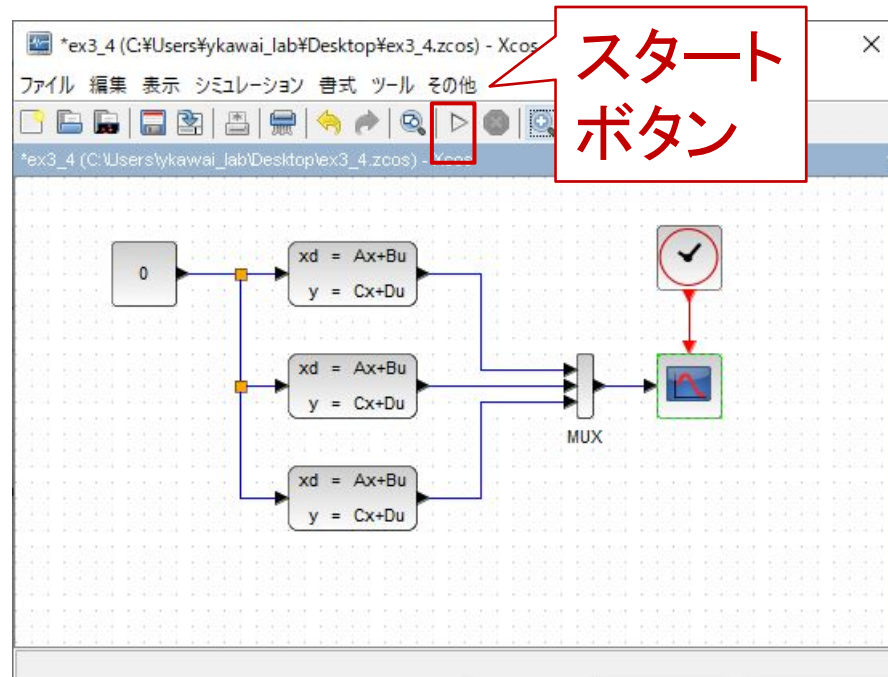 *ex3_4 (C:¥Users¥ykawai_lab¥Desktop¥ex3_4.zcos) - Xcos
スタート
ボタン
ファイル 編集 表示 シミュレーション 書式 ツール その他
*ex3_4 (C:\Users\ykawai_lab\Desktop\ex3_4.zcos) - Xcos
0
xd = Ax+Bu
y = Cx+Du
xd = Ax+Bu
y = Cx+Du
MUX
xd = Ax+Bu
y = Cx+Du